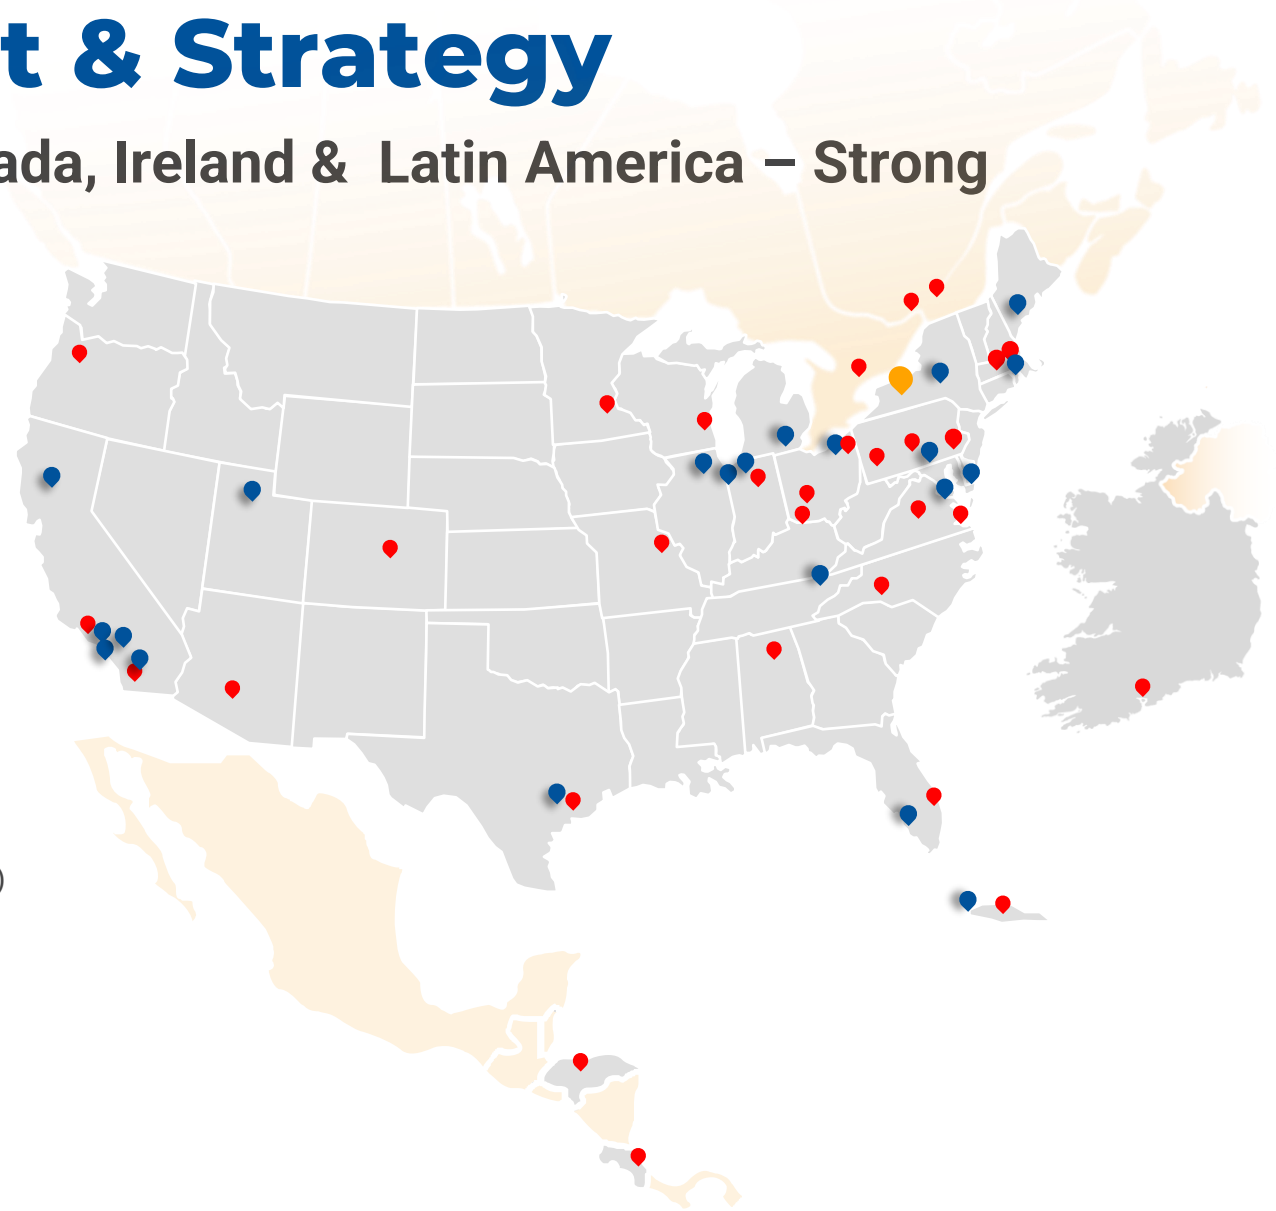 t & Strategy
ada, Ireland & Latin America – Strong
)